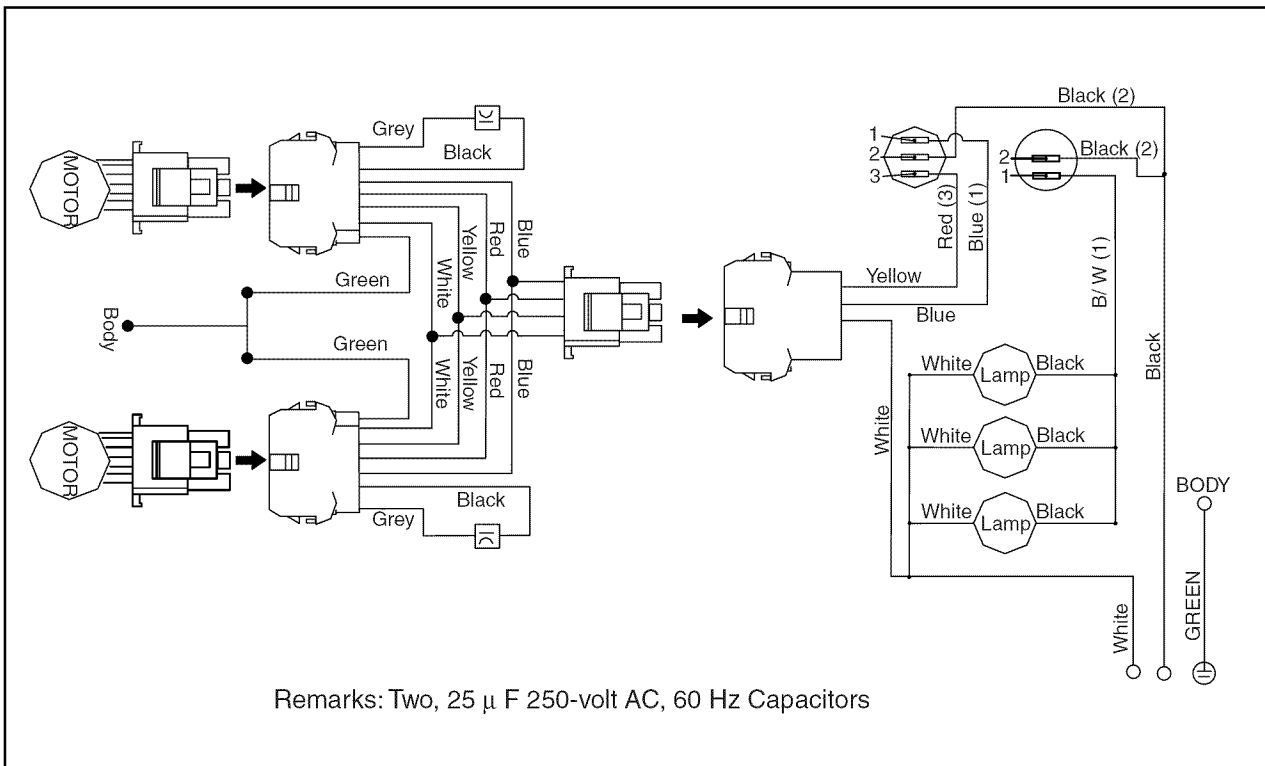 Black (2)
Grey
Black
1
2
3
2
1
Black (2)
MOTOR
Red (3)
Blue (1)
B/ W (1)
Blue
Red
Yellow
White
Green
Yellow
Blue
Body
Green
White
Yellow
Red
Blue
Black
White
Lamp
Black
White
White
Lamp
Black
MOTOR
Black
Grey
White
Lamp
Black
BODY
GREEN
White
Remarks: Two, 25 μ F 250-volt AC, 60 Hz Capacitors